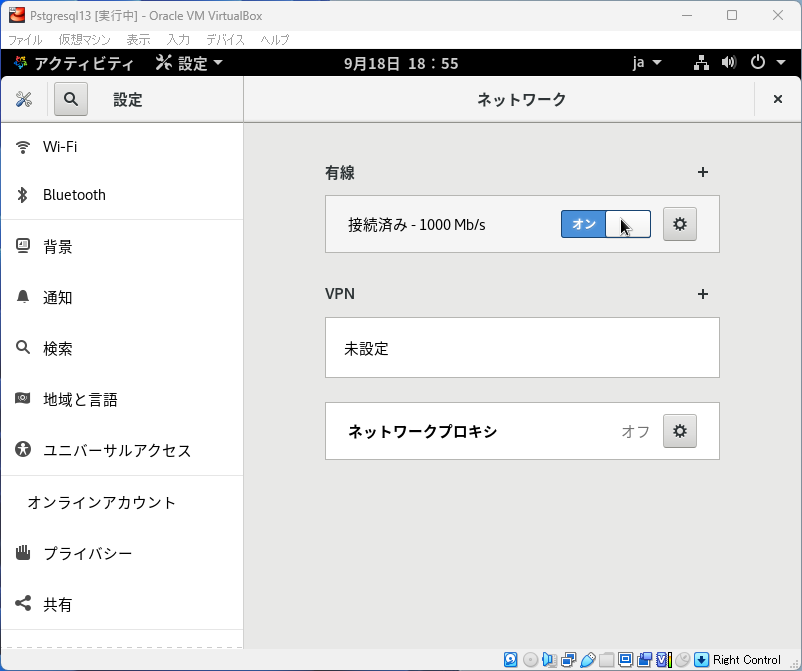 Pstgresql13 [実行中] - Oracle VM VirtualBox
ファイル 仮想マシン 表示 入力 デバイス ヘルプ
アクティビティ 設定 9月18日 18：55 ja
設定 ネットワーク
Wi-Fi
Bluetooth
背景
通知
検索
地域と言語
ユニバーサルアクセス
オンラインアカウント
プライバシー
共有
有線
接続済み - 1000 Mb/s オン
VPN
未設定
ネットワークプロキシ オフ
Right Control